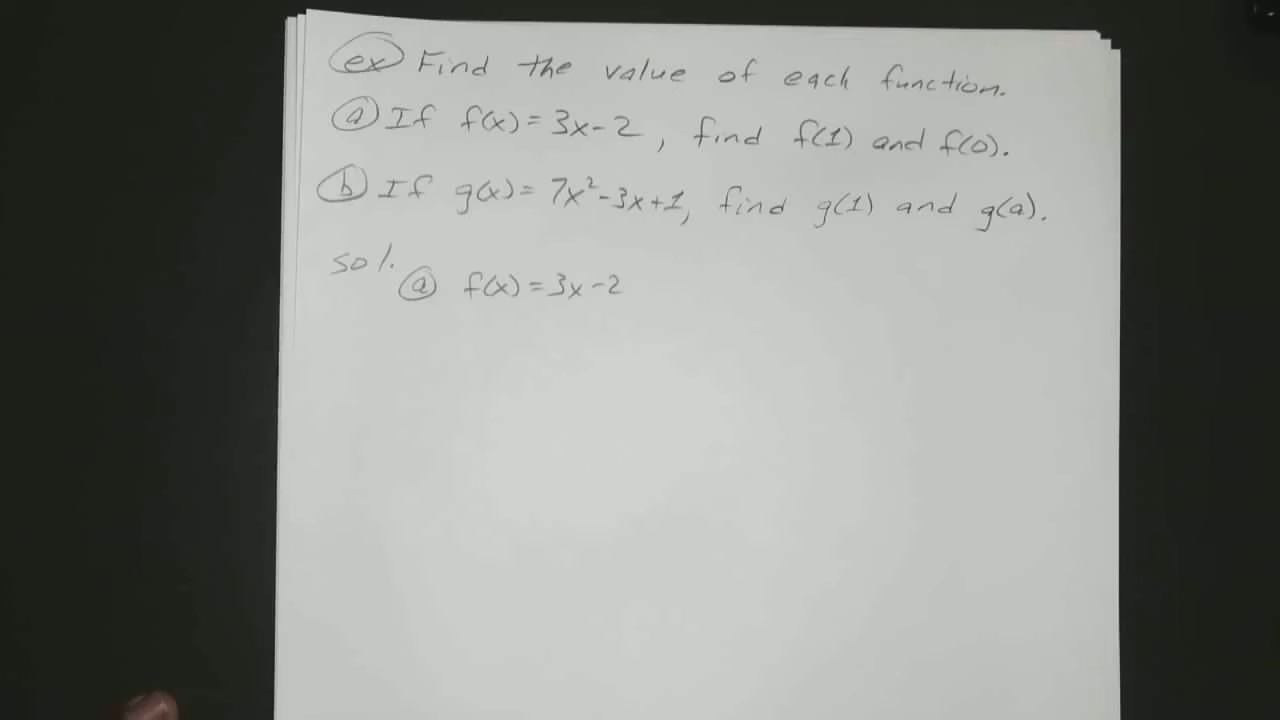 ex Find the value of each function.
a If f(x) = 3x - 2, find f(1) and f(0).
b If g(x) = 7x² - 3x + 1, find g(1) and g(a).
sol.
a f(x) = 3x - 2